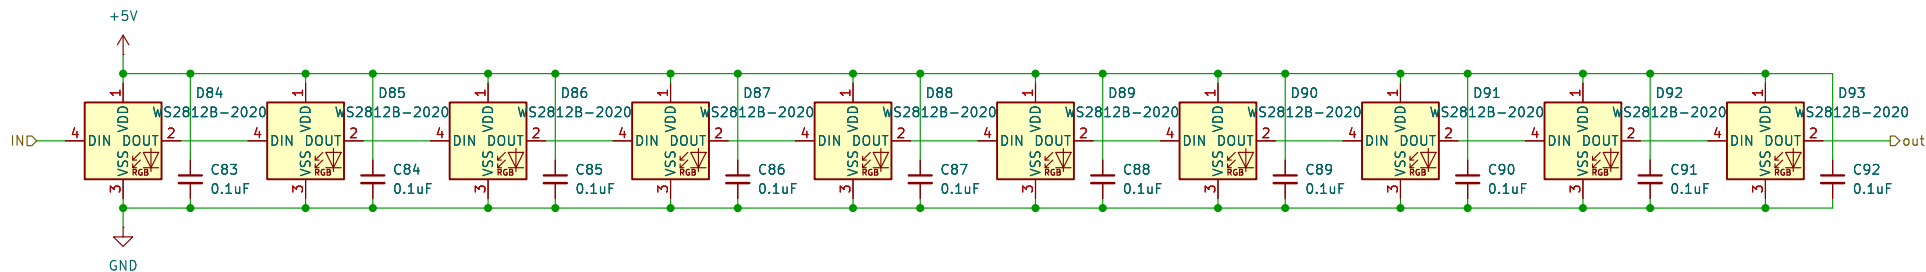 +5V
D84 D85 D86 D87 D88 D89 D90 D91 D92 D93
1 1 1 1 1 1 1 1 1 1
WS2812B-2020 WS2812B-2020 WS2812B-2020 WS2812B-2020 WS2812B-2020 WS2812B-2020 WS2812B-2020 WS2812B-2020 WS2812B-2020 WS2812B-2020
VDD VDD VDD VDD VDD VDD VDD VDD VDD VDD
IN 4 DIN DOUT 2 4 DIN DOUT 2 4 DIN DOUT 2 4 DIN DOUT 2 4 DIN DOUT 2 4 DIN DOUT 2 4 DIN DOUT 2 4 DIN DOUT 2 4 DIN DOUT 2 4 DIN DOUT 2 out
VSS VSS VSS VSS VSS VSS VSS VSS VSS VSS
C83 C84 C85 C86 C87 C88 C89 C90 C91 C92
RGB RGB RGB RGB RGB RGB RGB RGB RGB RGB
3 0.1uF 3 0.1uF 3 0.1uF 3 0.1uF 3 0.1uF 3 0.1uF 3 0.1uF 3 0.1uF 3 0.1uF 3 0.1uF
GND